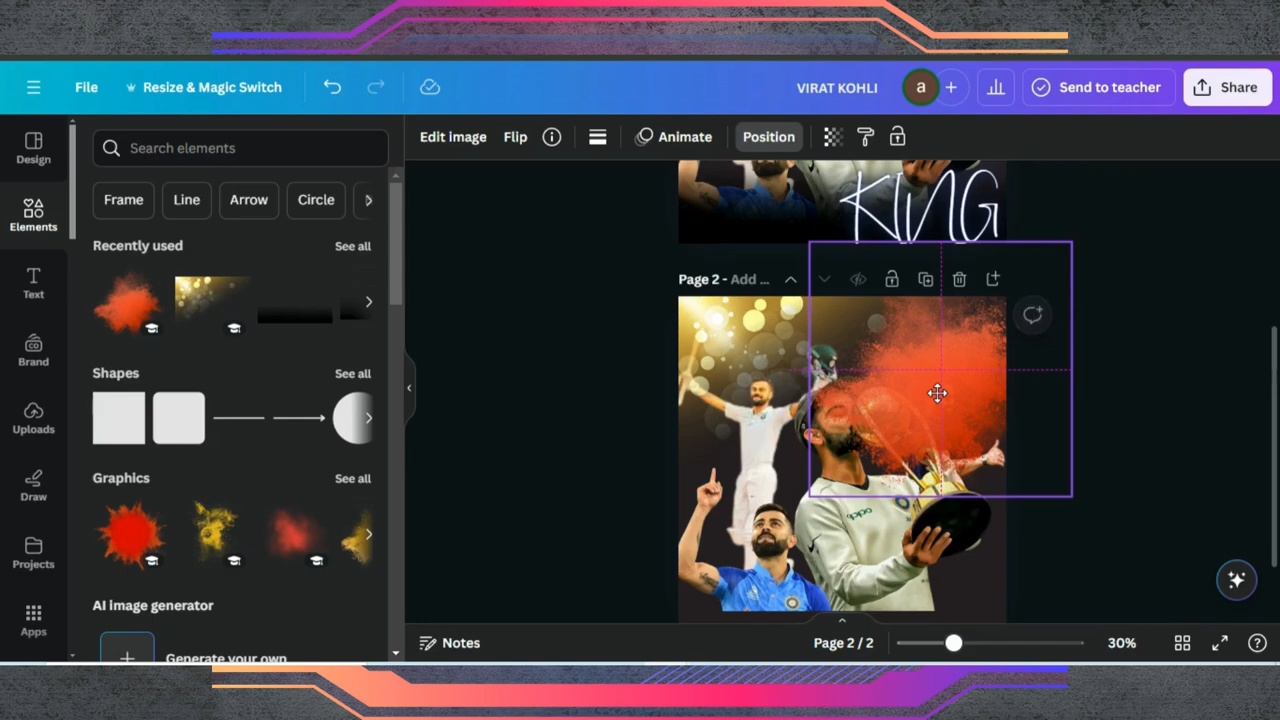 File
Resize & Magic Switch
VIRAT KOHLI
a
Send to teacher
Share
Design
Elements
Text
Brand
Uploads
Draw
Projects
Apps
Search elements
Frame
Line
Arrow
Circle
Recently used
See all
Shapes
See all
Graphics
See all
AI image generator
Generate your own
Edit image
Flip
Animate
Position
KING
Page 2 - Add ...
oppo
Notes
Page 2 / 2
30%